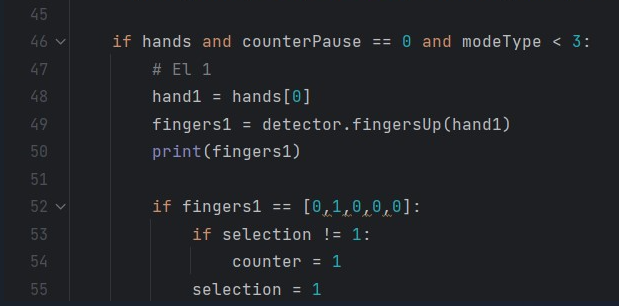 45
46 if hands and counterPause == 0 and modeType < 3:
47 # El 1
48 hand1 = hands[0]
49 fingers1 = detector.fingersUp(hand1)
50 print(fingers1)
51
52 if fingers1 == [0,1,0,0,0]:
53 if selection != 1:
54 counter = 1
55 selection = 1